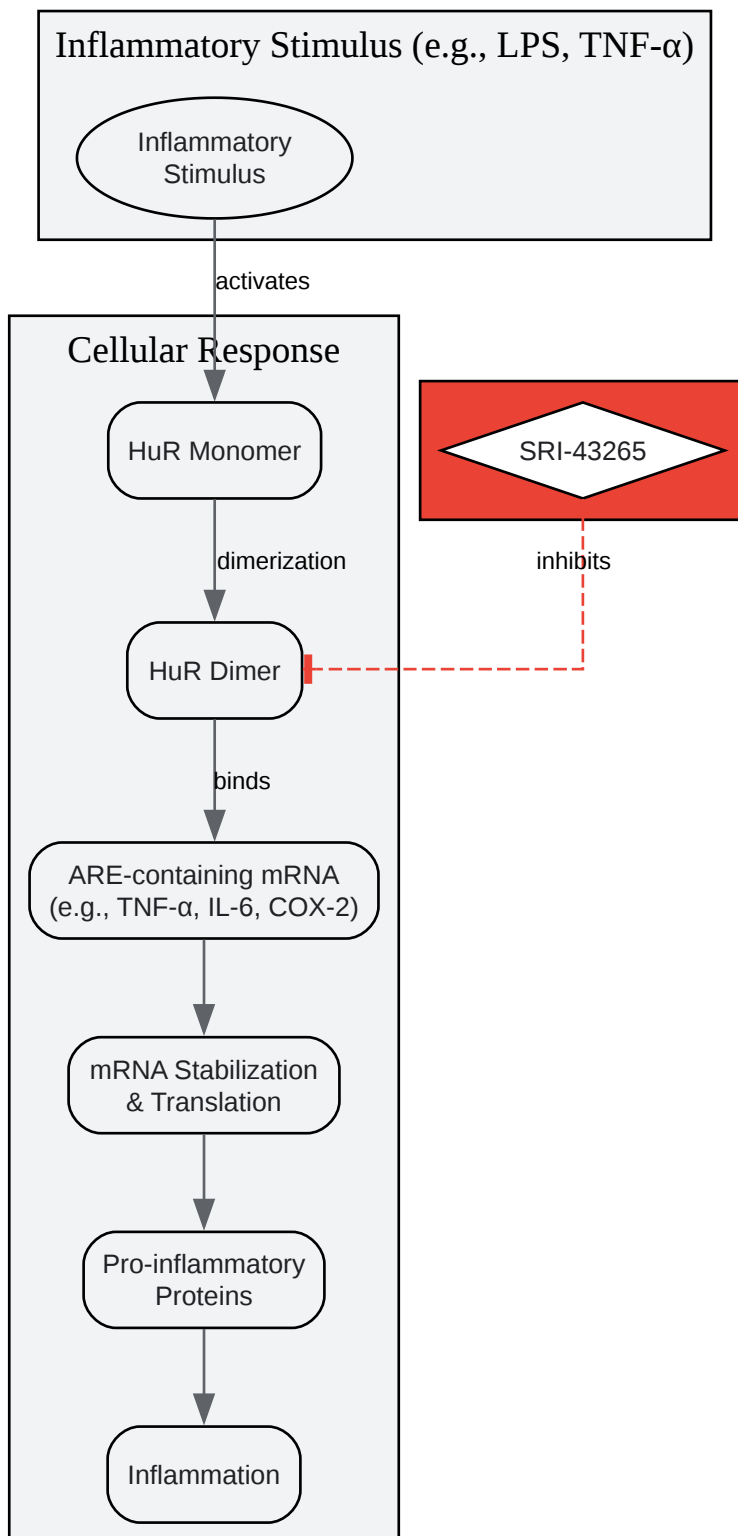 Inflammatory Stimulus (e.g., LPS, TNF-α)
Inflammatory
Stimulus
activates
Cellular Response
HuR Monomer
SRI-43265
dimerization
inhibits
HuR Dimer
binds
ARE-containing mRNA
(e.g., TNF-α, IL-6, COX-2)
mRNA Stabilization
& Translation
Pro-inflammatory
Proteins
Inflammation